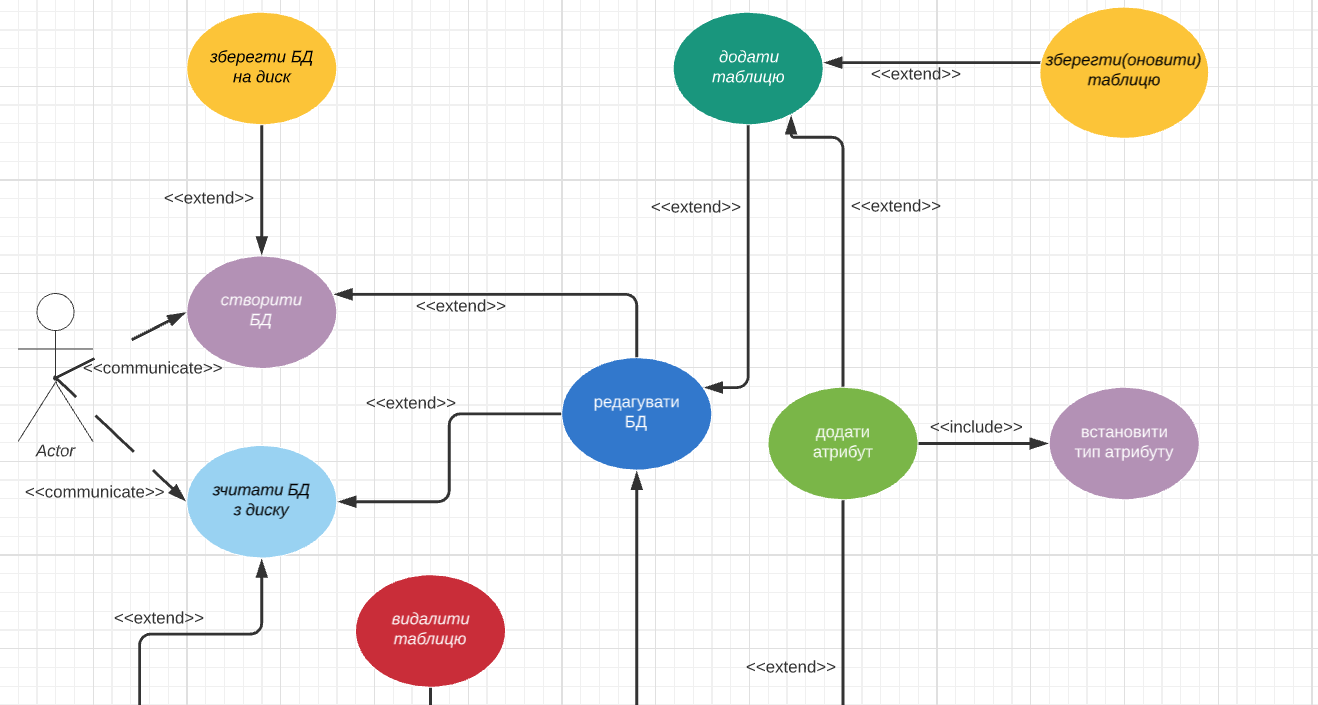 зберегти БД
на диск
додати
таблицю
зберегти(оновити)
таблицю
<<extend>>
<<extend>>
<<extend>>
<<extend>>
створити
БД
<<extend>>
<<communicate>>
Actor
<<extend>>
редагувати
БД
додати
атрибут
<<include>>
встановити
тип атрибуту
<<communicate>>
зчитати БД
з диску
<<extend>>
видалити
таблицю
<<extend>>